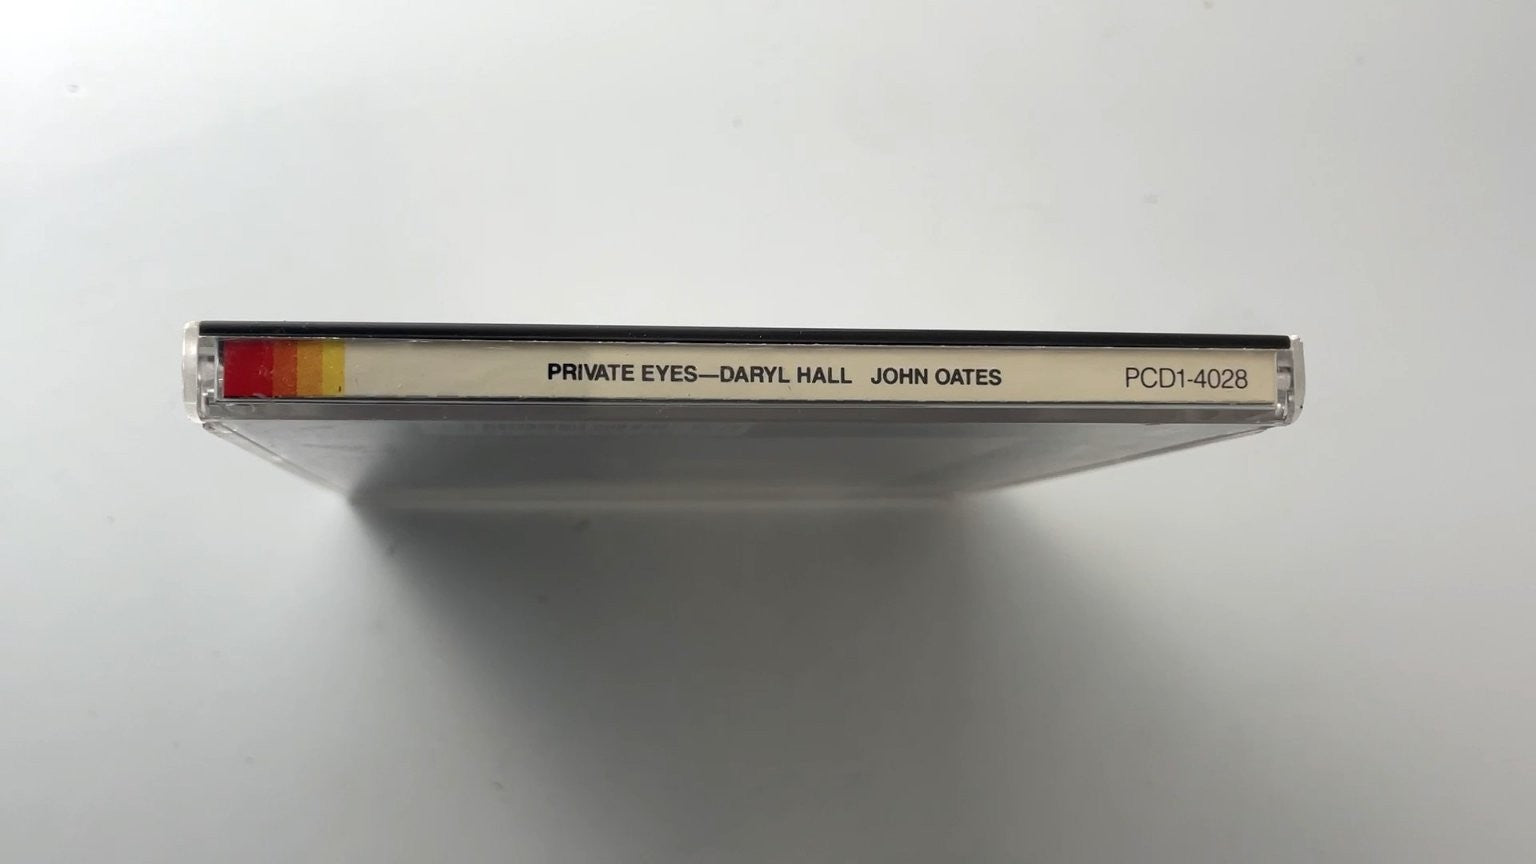 PRIVATE EYES—DARYL HALL JOHN OATES PCD1-4028